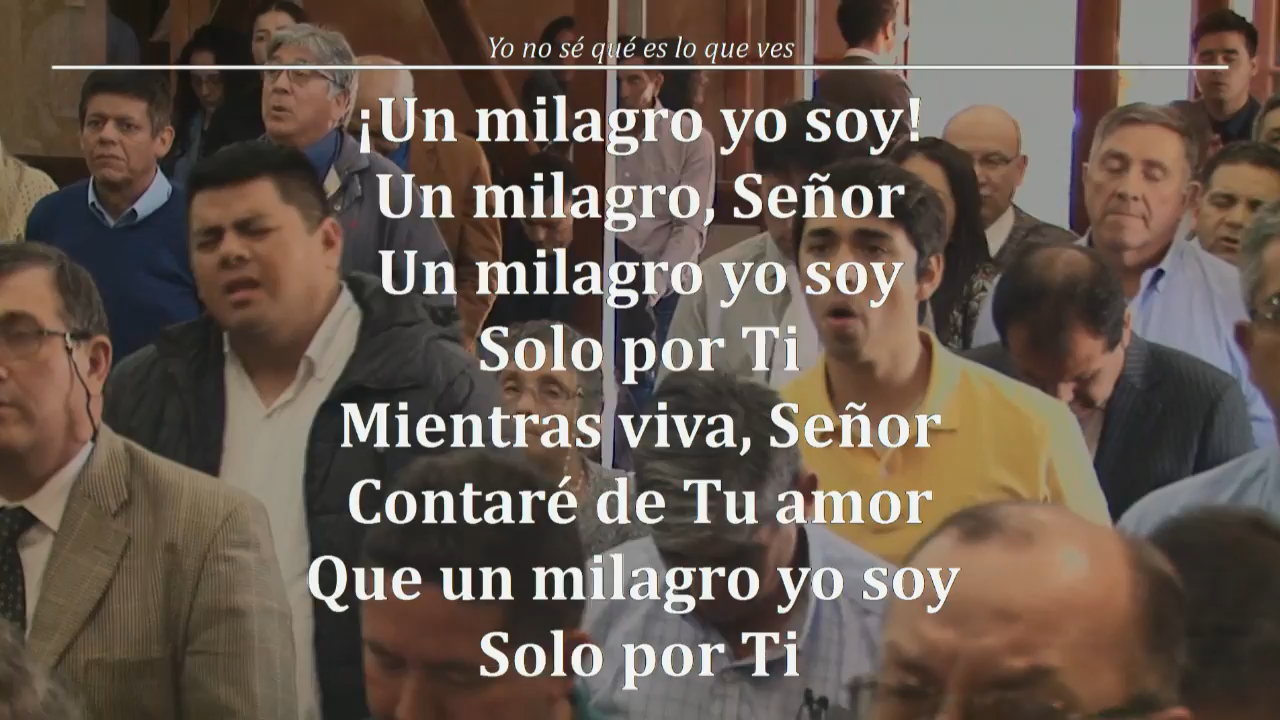 Yo no sé qué es lo que ves
¡Un milagro yo soy!
Un milagro, Señor
Un milagro yo soy
Solo por Ti
Mientras viva, Señor
Contaré de Tu amor
Que un milagro yo soy
Solo por Ti